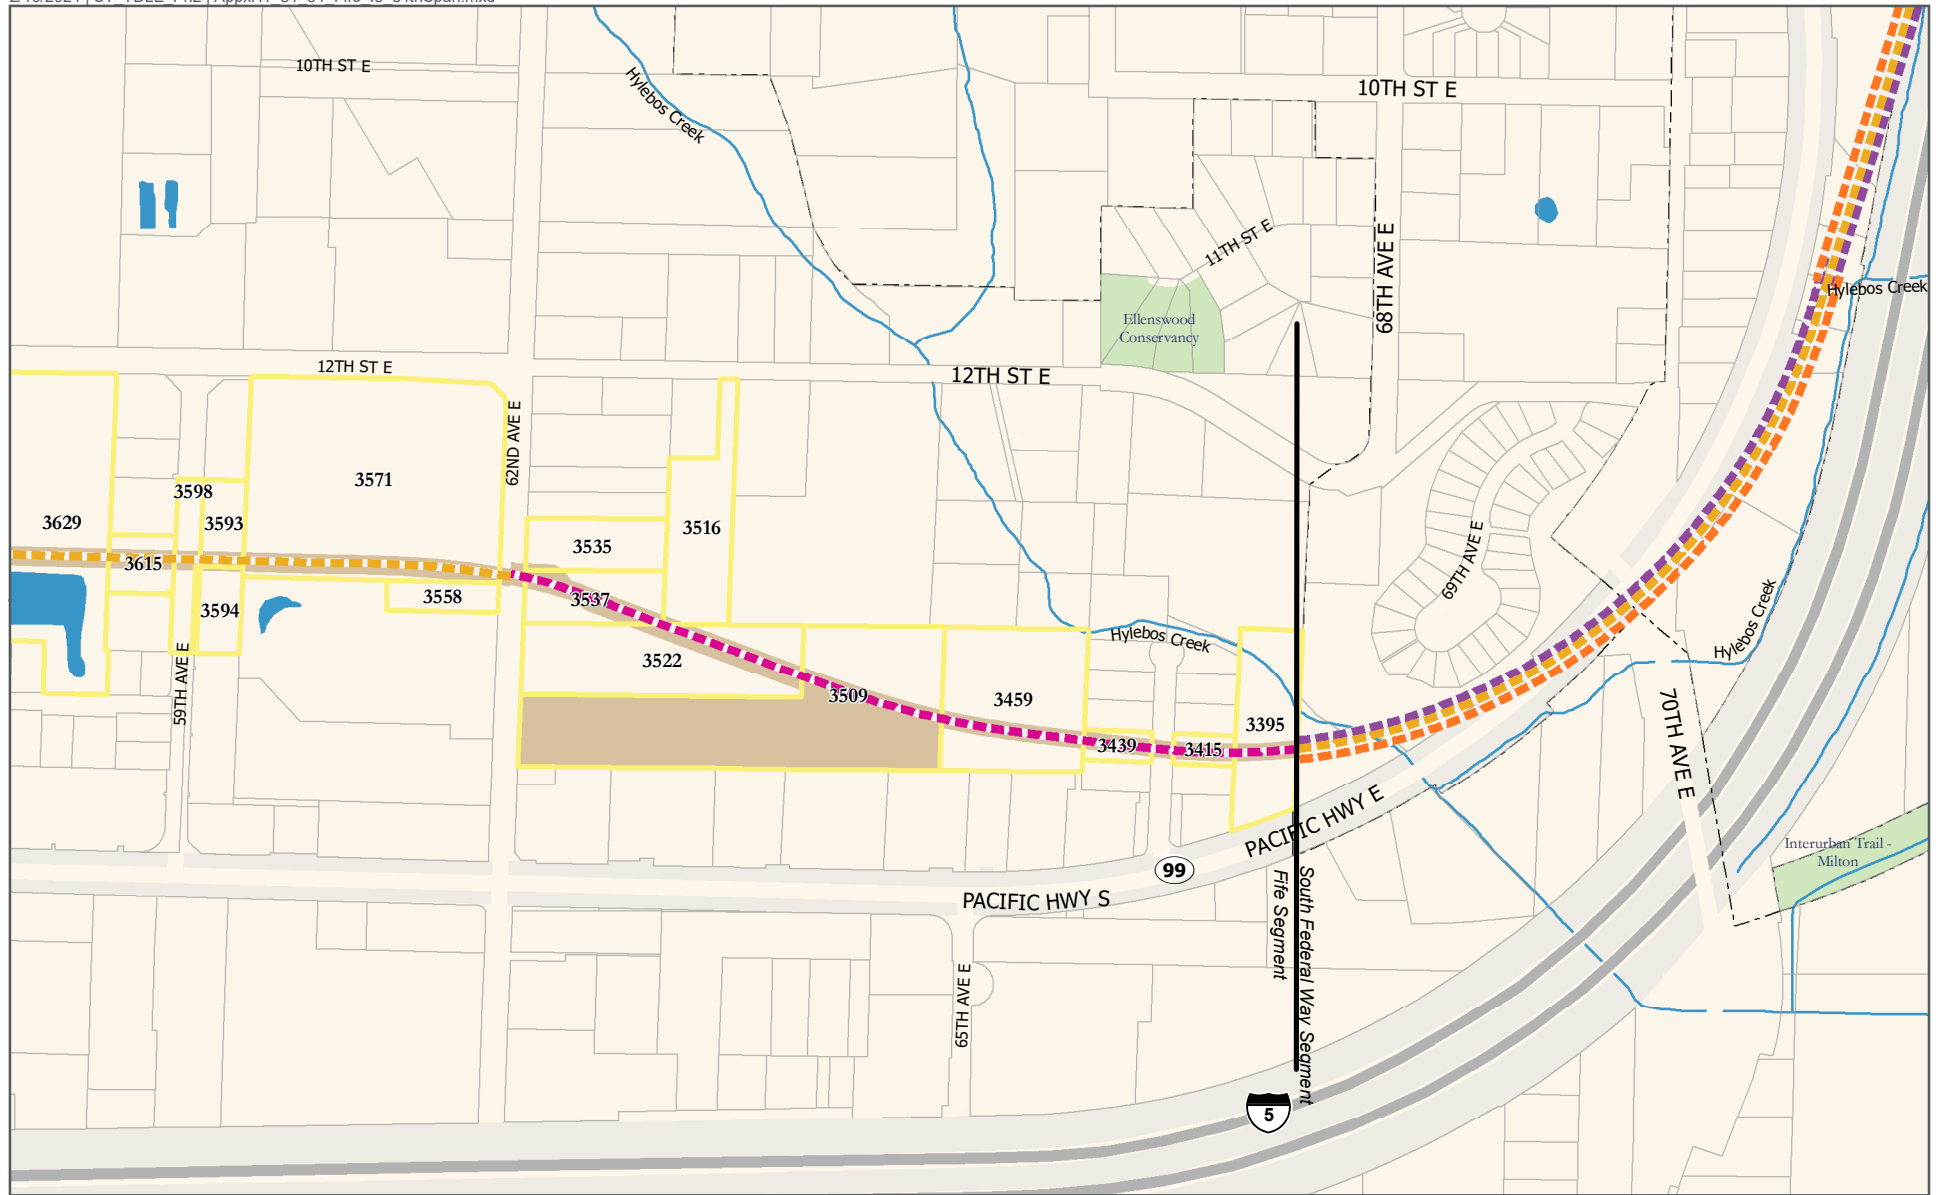 10TH ST E
10TH ST E
Hylebos Creek
11TH ST E
68TH AVE E
Hylebos Creek
Ellenswood
Conservancy
12TH ST E
12TH ST E
62ND AVE E
3571
3598
3629
3593
3516
3535
3615
69TH AVE E
3558
3537
3594
Hylebos Creek
Hylebos Creek
3522
59TH AVE E
3509
3459
3395
3439
3415
70TH AVE E
PACIFIC HWY E
99
Interurban Trail -
Milton
PACIFIC HWY S
Fife Segment
South Federal Way Segment
65TH AVE E
5